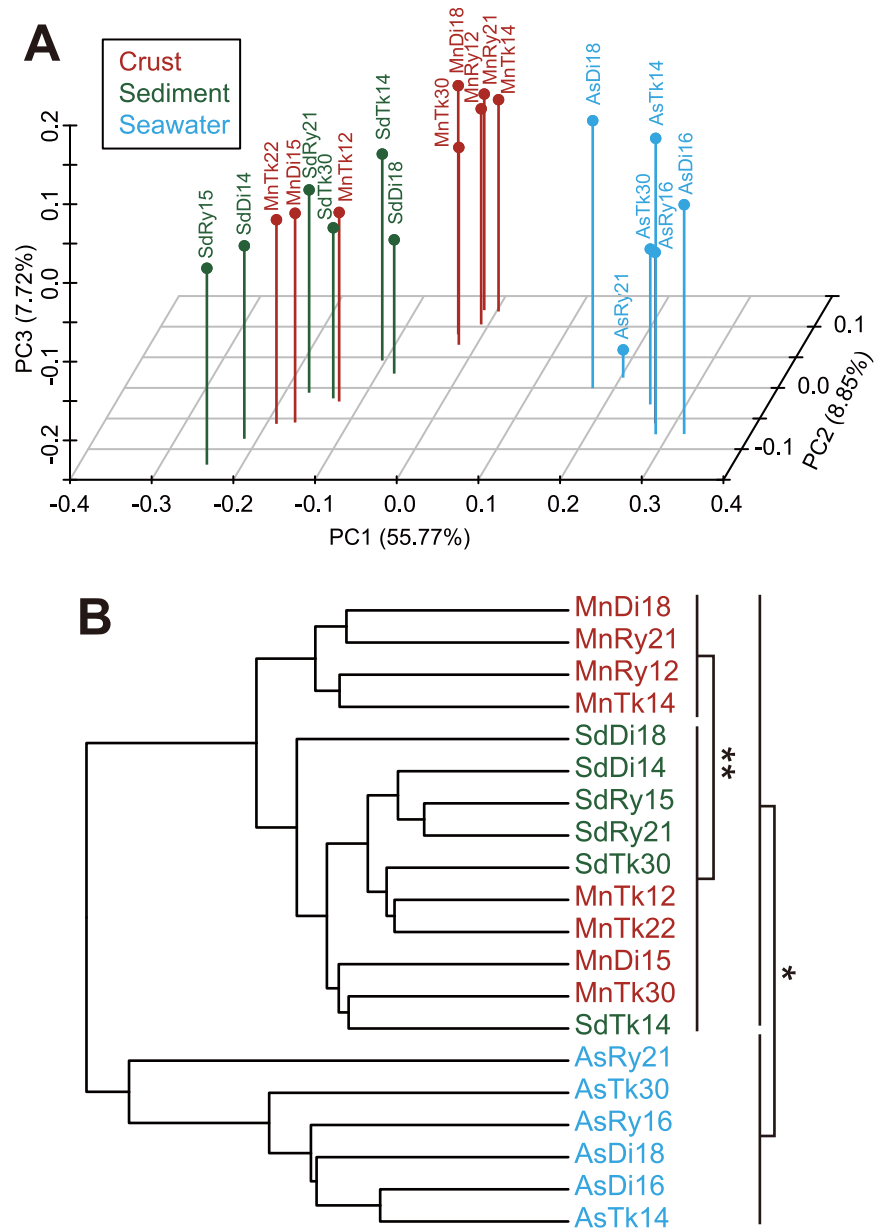 A
Crust
Sediment
Seawater
SdRy15
SdDi14
MnTk22
MnDi15
SdRy21
SdTk30
MnTk12
SdTk14
SdDi18
MnTk30
MnDi18
MnRy12
MnRy21
MnTk14
AsDi18
AsRy21
AsTk30
AsTk14
AsRy16
AsDi16
PC3 (7.72%)
0.2
0.1
0.0
-0.1
-0.2
0.1
0.0
-0.1
PC2 (8.85%)
-0.4 -0.3 -0.2 -0.1 0.0 0.1 0.2 0.3 0.4
PC1 (55.77%)
B
MnDi18
MnRy21
MnRy12
MnTk14
SdDi18
SdDi14
SdRy15
SdRy21
SdTk30
MnTk12
MnTk22
MnDi15
MnTk30
SdTk14
AsRy21
AsTk30
AsRy16
AsDi18
AsDi16
AsTk14
**
*